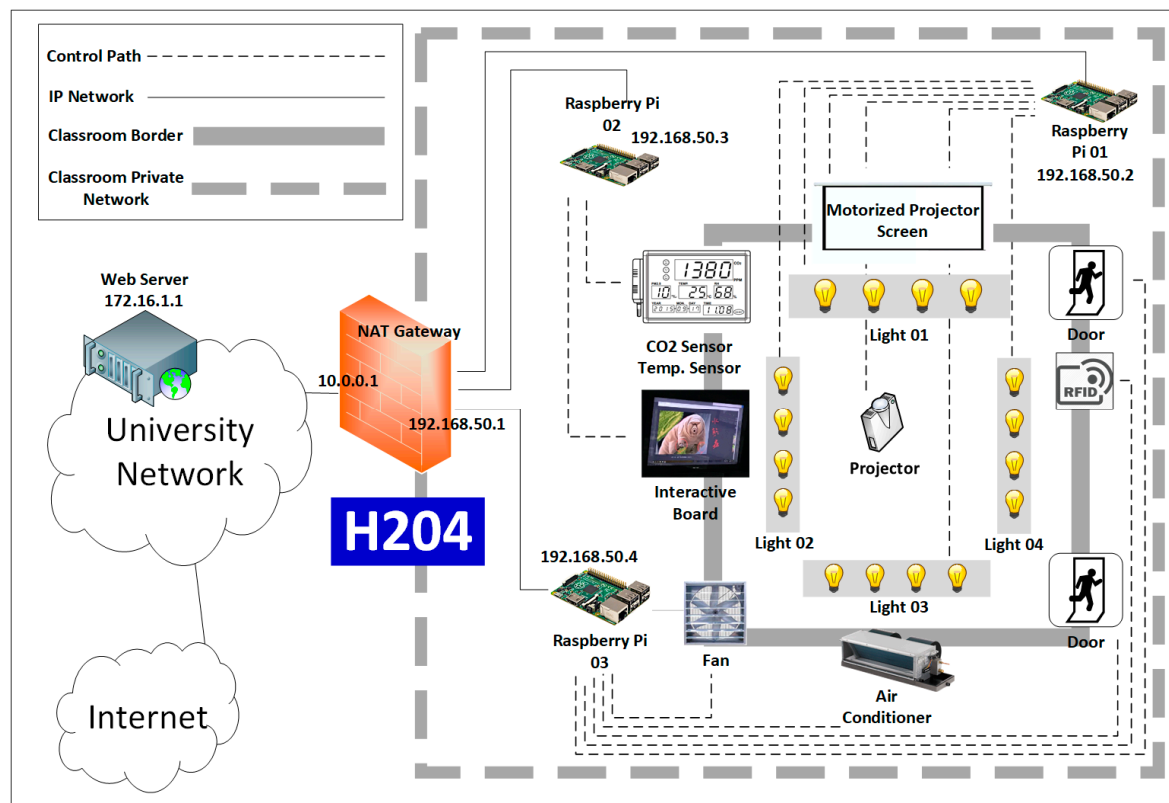 Control Path
IP Network
Classroom Border
Classroom Private
Network
Web Server
172.16.1.1
University
Network
Internet
NAT Gateway
10.0.0.1
192.168.50.1
H204
Raspberry Pi
02
192.168.50.3
Raspberry
Pi 01
192.168.50.2
Motorized Projector
Screen
1380
CO2 Sensor
Temp. Sensor
Light 01
Door
RFID
Interactive
Board
Light 02
Projector
Light 04
192.168.50.4
Raspberry Pi
03
Fan
Light 03
Door
Air
Conditioner